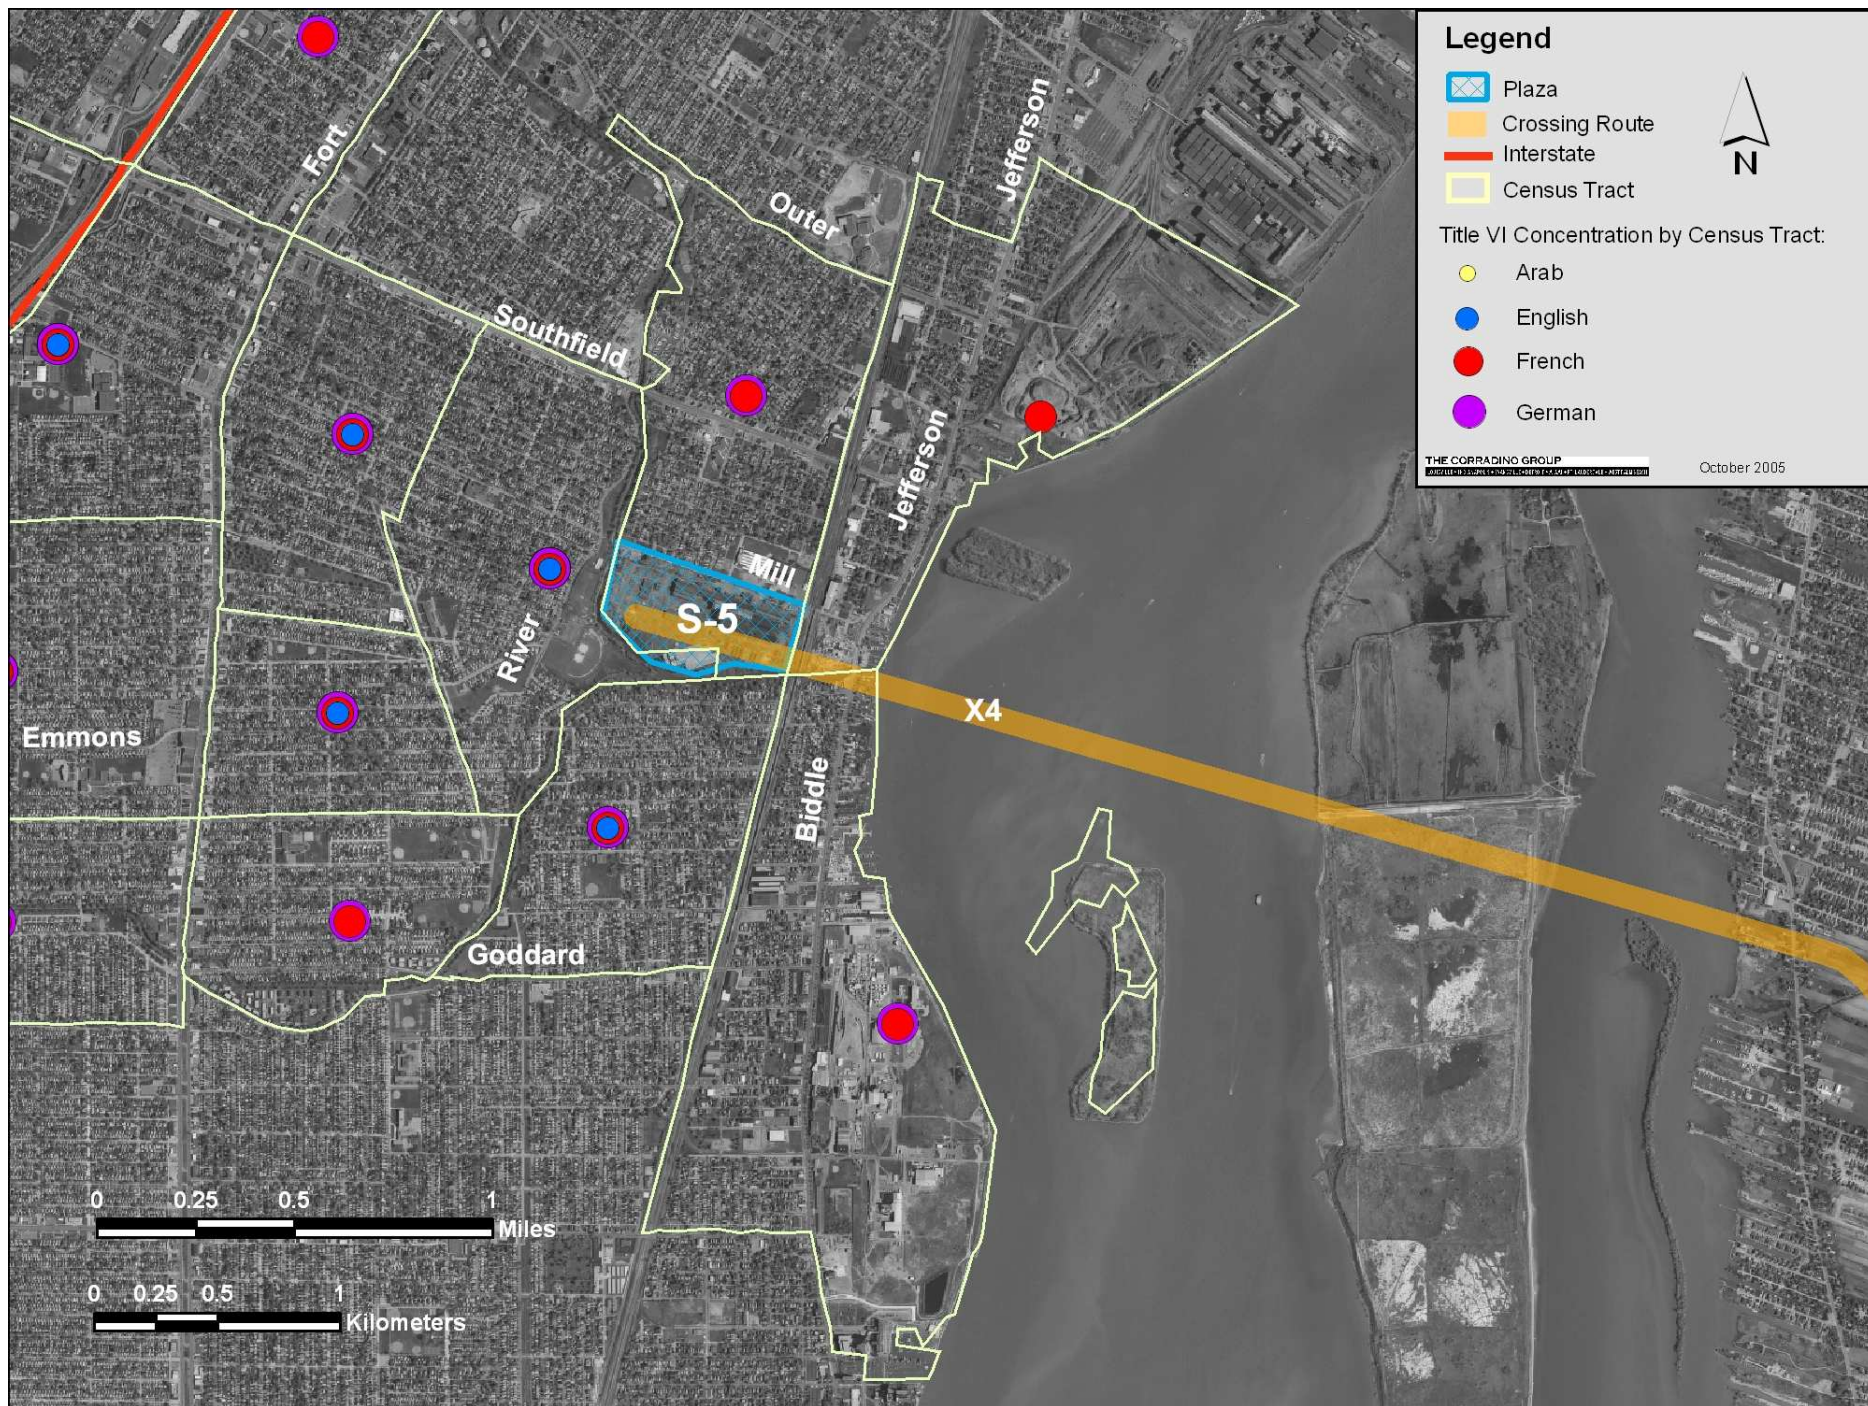 Legend
Plaza
Crossing Route
Interstate
Census Tract
N
Title VI Concentration by Census Tract:
Arab
English
French
German
THE CORRADINO GROUP
October 2005
Fort
Jefferson
Outer
Southfield
Jefferson
Mill
S-5
River
X4
Emmons
Biddle
Goddard
0 0.25 0.5 1
Miles
0 0.25 0.5 1
Kilometers